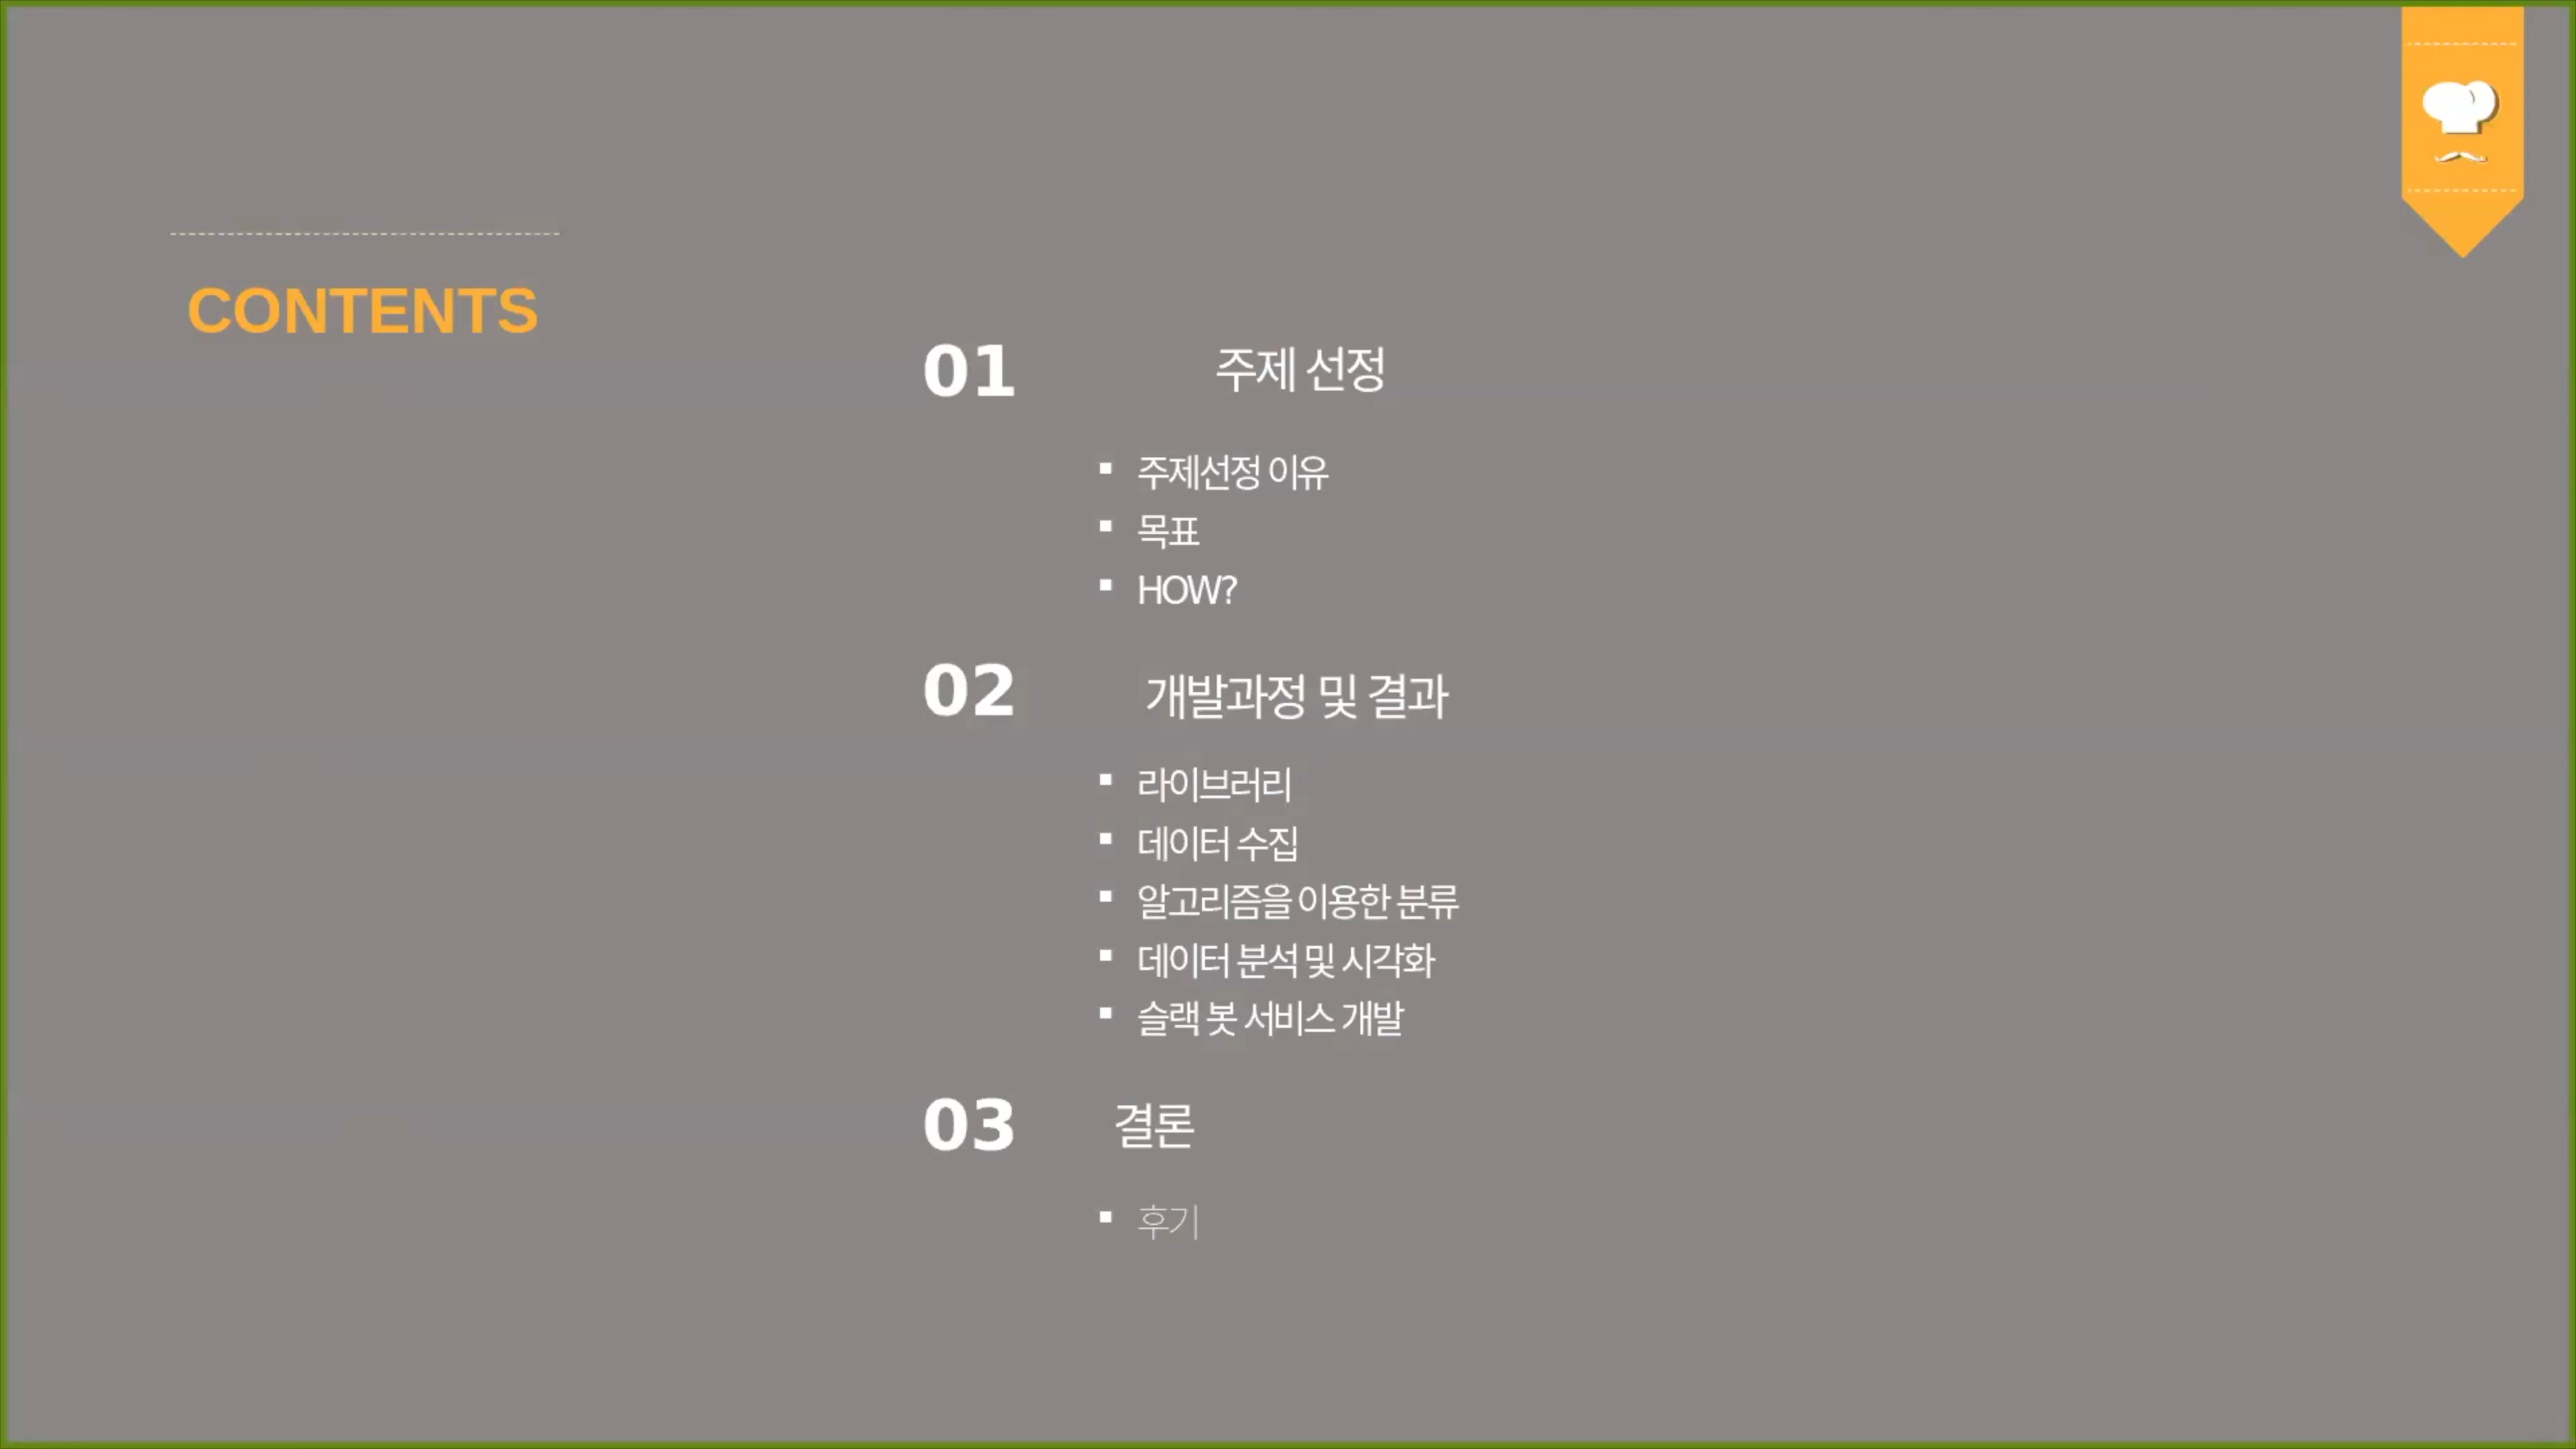 CONTENTS
01 주제 선정
▪ 주제선정 이유
▪ 목표
▪ HOW?
02 개발과정 및 결과
▪ 라이브러리
▪ 데이터 수집
▪ 알고리즘을 이용한 분류
▪ 데이터 분석 및 시각화
▪ 슬랙 봇 서비스 개발
03 결론
▪ 후기